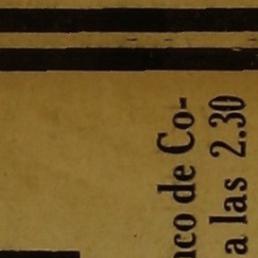 nco de Co-
a las 2.30